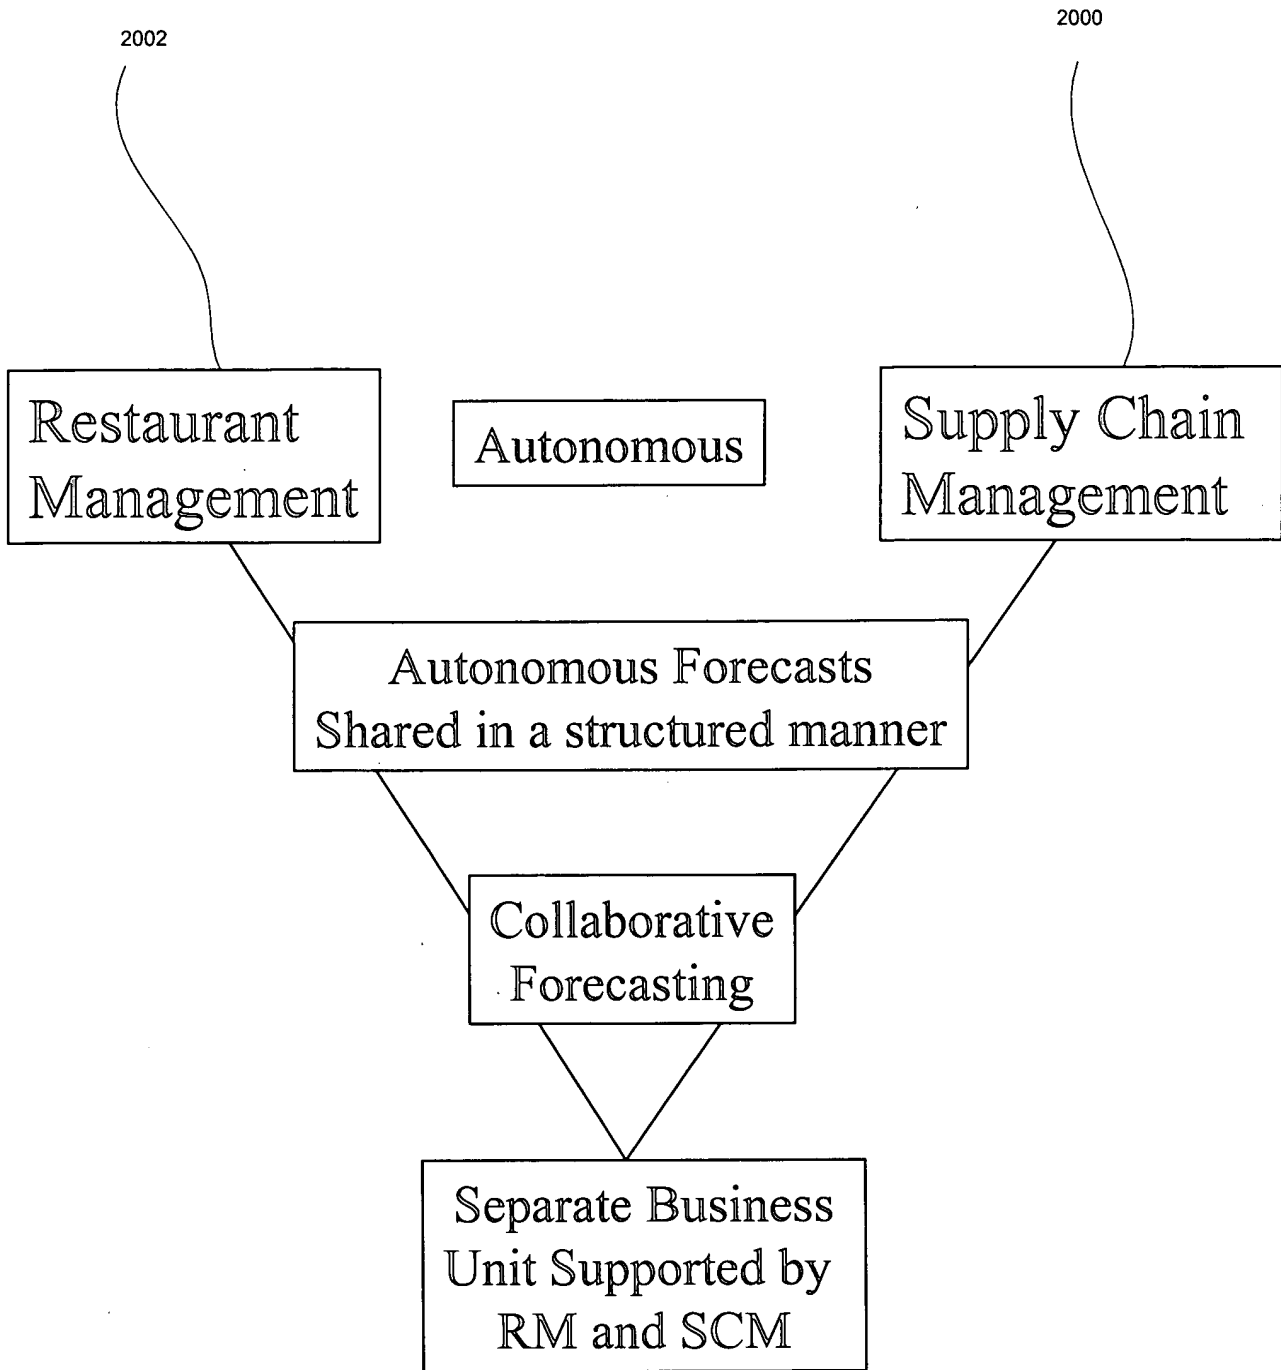 2002
2000
Restaurant
Management
Autonomous
Supply Chain
Management
Autonomous Forecasts
Shared in a structured manner
Collaborative
Forecasting
Separate Business
Unit Supported by
RM and SCM